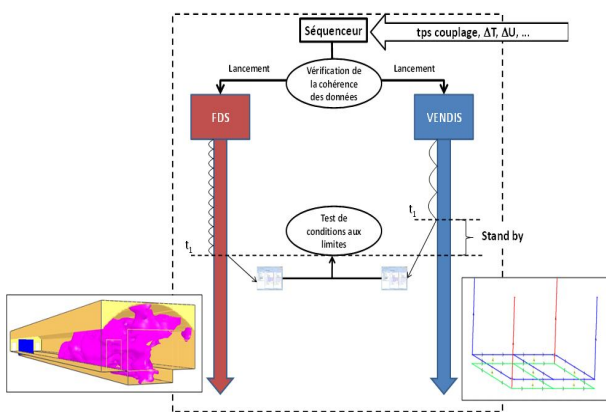 Séquenceur
tps couplage, ΔT, ΔU, ...
Lancement
Vérification de
la cohérence
des données
Lancement
FDS
VENDIS
t₁
Test de
conditions aux
limites
Stand by
t₁